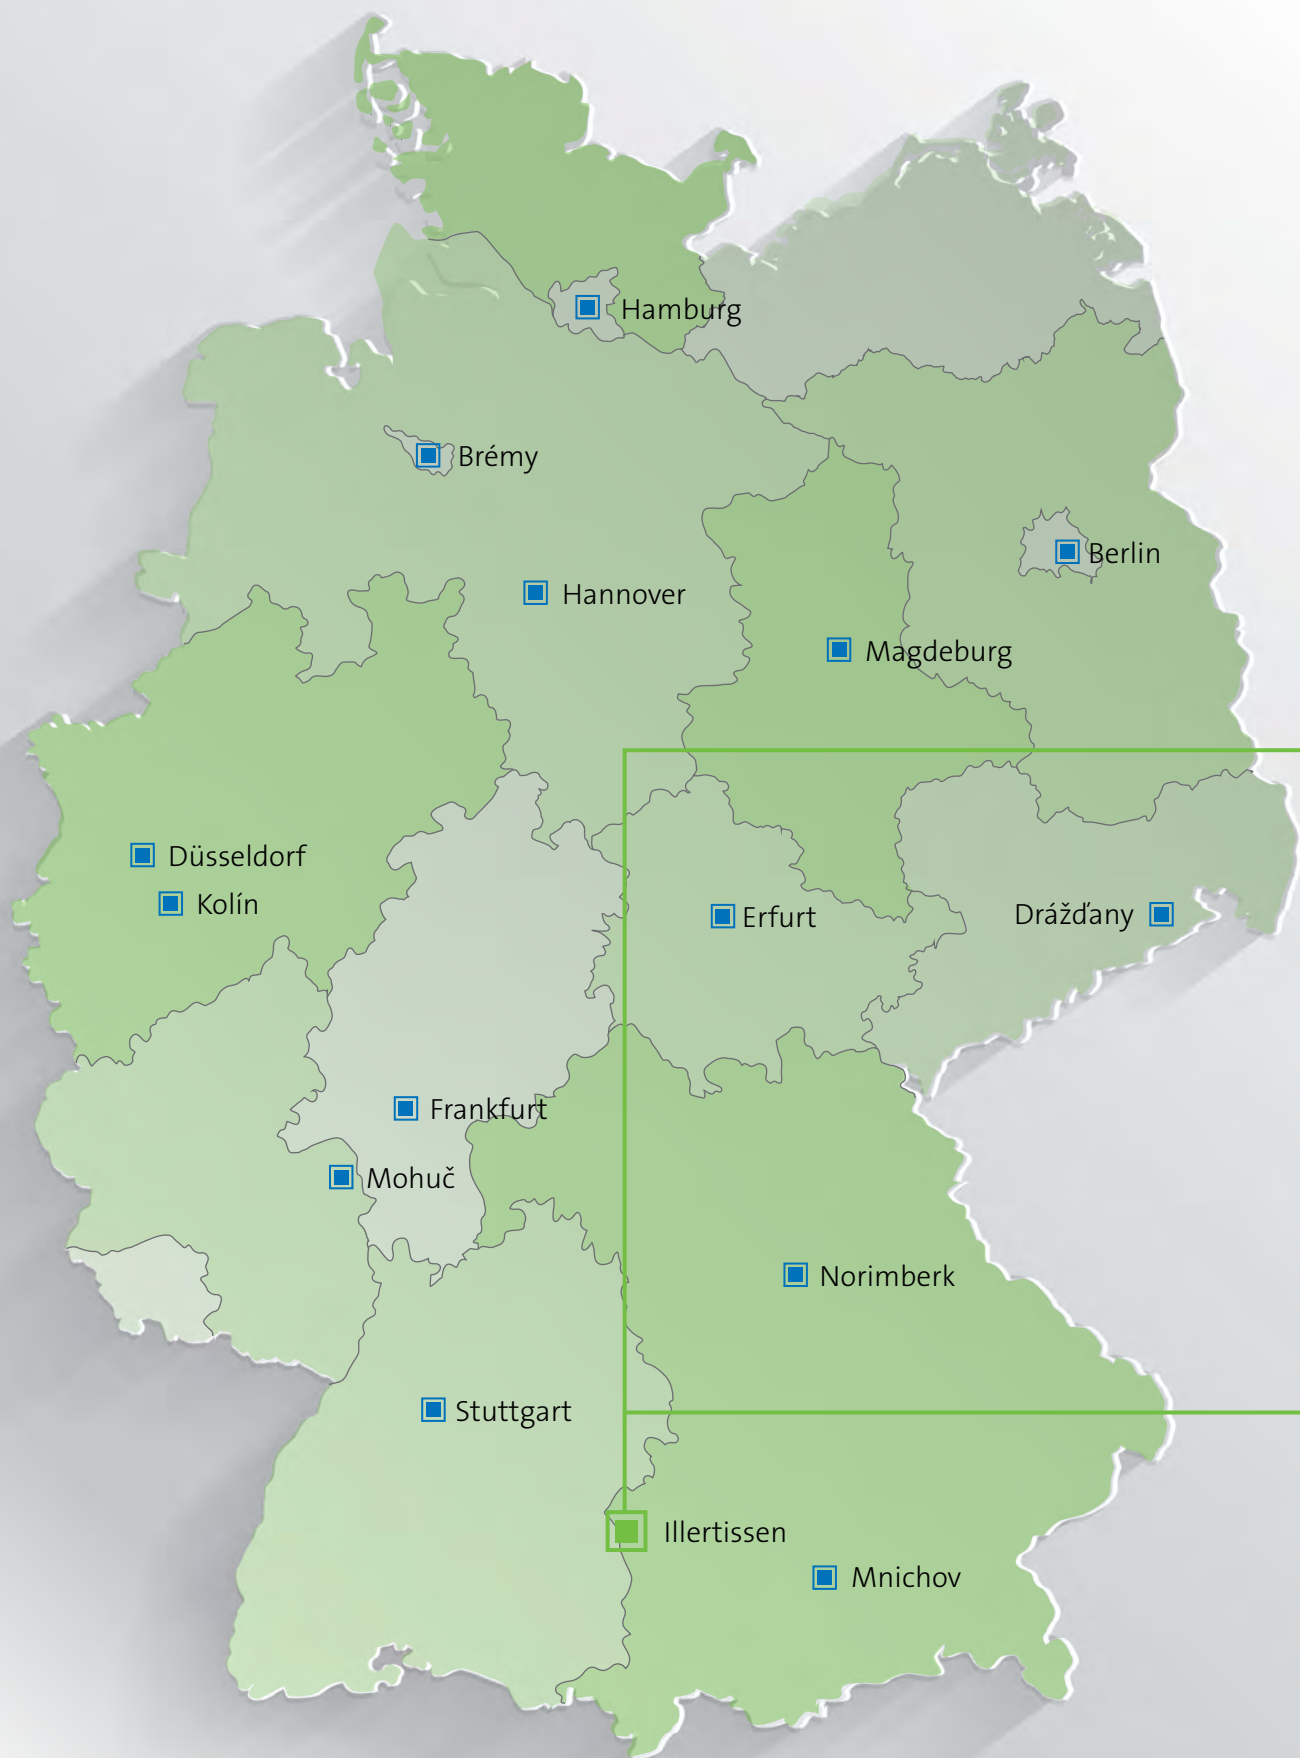 Hamburg
Brémy
Berlin
Hannover
Magdeburg
Düsseldorf
Kolín
Erfurt
Drážďany
Frankfurt
Mohuč
Norimberk
Stuttgart
Illertissen
Mnichov